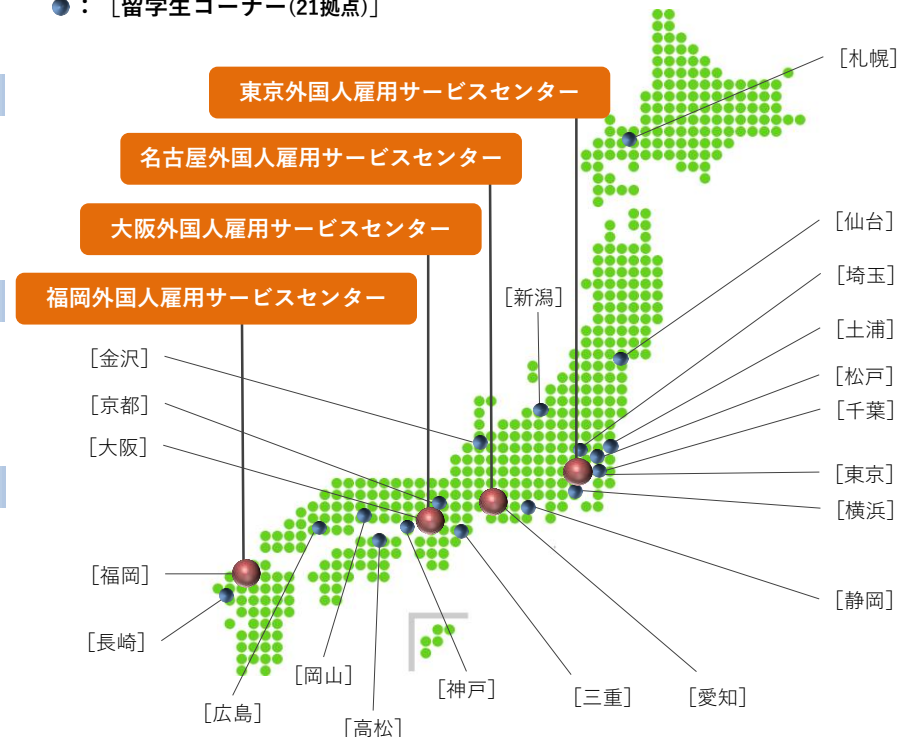 ：［留学生コーナー(21拠点)］
［札幌］
東京外国人雇用サービスセンター
名古屋外国人雇用サービスセンター
大阪外国人雇用サービスセンター
福岡外国人雇用サービスセンター
［仙台］
［埼玉］
［新潟］
［土浦］
［金沢］
［松戸］
［京都］
［千葉］
［大阪］
［東京］
［横浜］
［福岡］
［静岡］
［長崎］
［岡山］
［神戸］
［三重］
［愛知］
［広島］
［高松］